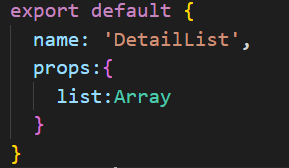 export default {
  name: 'DetailList',
  props:{
    list:Array
  }
}